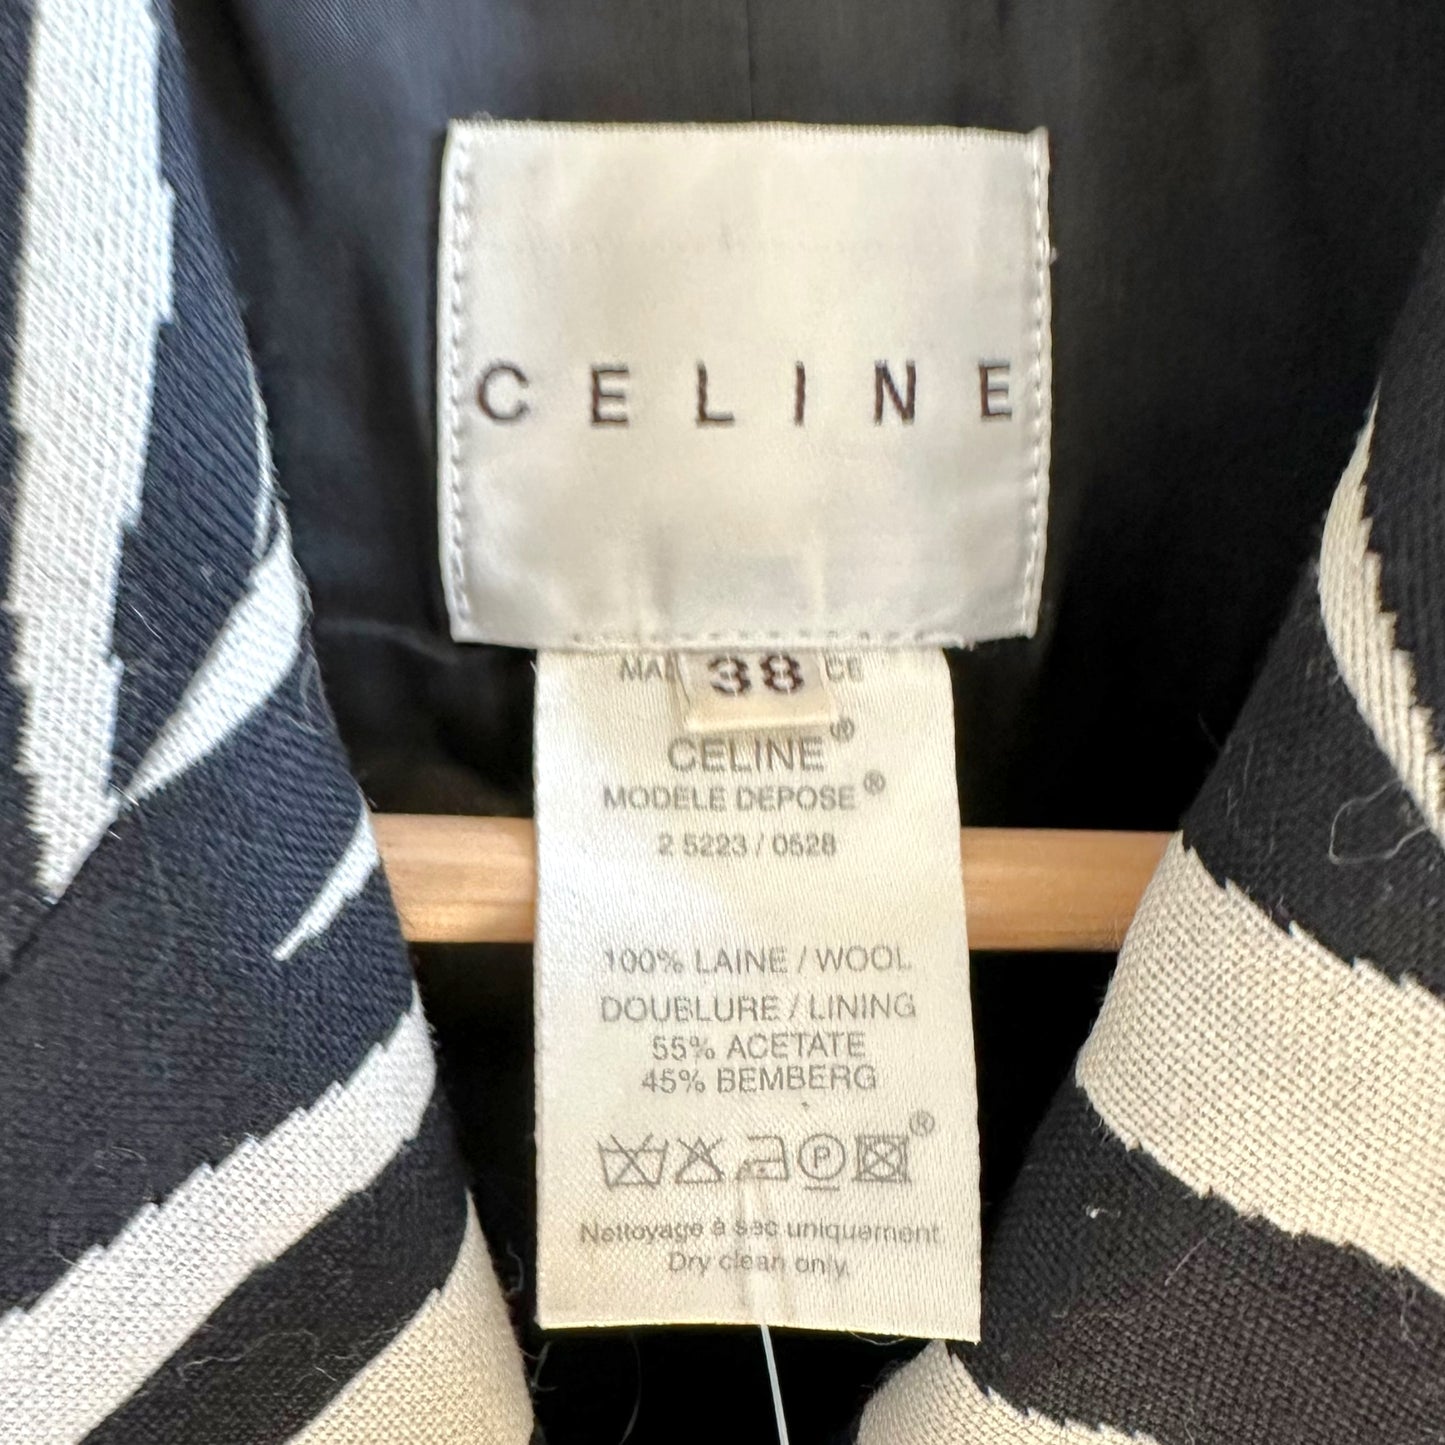 CELINE
38
CELINE®
MODELE DEPOSE®
2 5223 / 0528
100% LAINE / WOOL
DOUBLURE / LINING
55% ACETATE
45% BEMBERG
P ®
Nettoyage à sec uniquement.
Dry clean only.